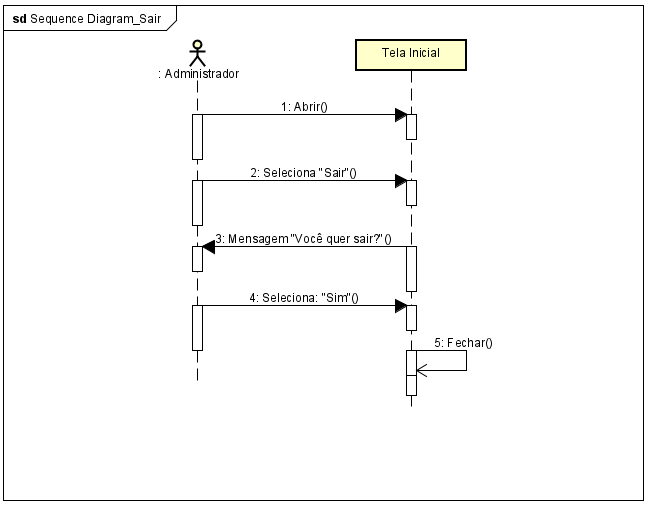 sd Sequence Diagram_Sair
: Administrador
Tela Inicial
1: Abrir()
2: Seleciona "Sair"()
3: Mensagem "Você quer sair?"()
4: Seleciona: "Sim"()
5: Fechar()